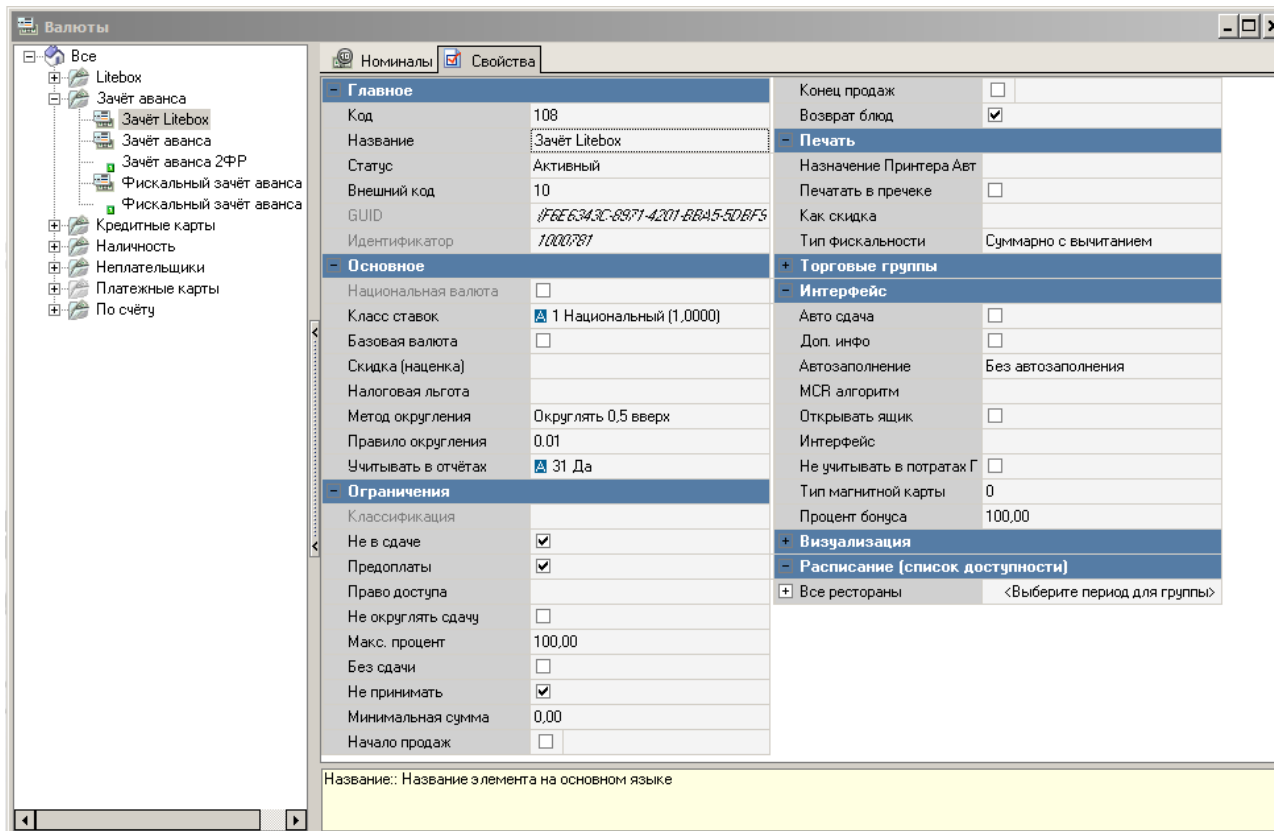 Валюты
Все
Litebox
Зачёт аванса
Зачёт Litebox
Зачёт аванса
Зачёт аванса 2ФР
Фискальный зачёт аванса
Фискальный зачёт аванса
Кредитные карты
Наличность
Неплательщики
Платежные карты
По счёту
Номиналы
Свойства
Главное
Код 108
Название Зачёт Litebox
Статус Активный
Внешний код 10
GUID {F6E6343C-8971-4201-BBA5-5DBF5
Идентификатор 1000781
Основное
Национальная валюта
Класс ставок А 1 Национальный (1,0000)
Базовая валюта
Скидка (наценка)
Налоговая льгота
Метод округления Округлять 0,5 вверх
Правило округления 0.01
Учитывать в отчётах А 31 Да
Ограничения
Классификация
Не в сдаче
Предоплаты
Право доступа
Не округлять сдачу
Макс. процент 100,00
Без сдачи
Не принимать
Минимальная сумма 0,00
Начало продаж
Конец продаж
Возврат блюд
Печать
Назначение Принтера Авт
Печатать в пречеке
Как скидка
Тип фискальности Суммарно с вычитанием
Торговые группы
Интерфейс
Авто сдача
Доп. инфо
Автозаполнение Без автозаполнения
MCR алгоритм
Открывать ящик
Интерфейс
Не учитывать в потратах Г
Тип магнитной карты 0
Процент бонуса 100,00
Визуализация
Расписание (список доступности)
Все рестораны <Выберите период для группы>
Название:: Название элемента на основном языке